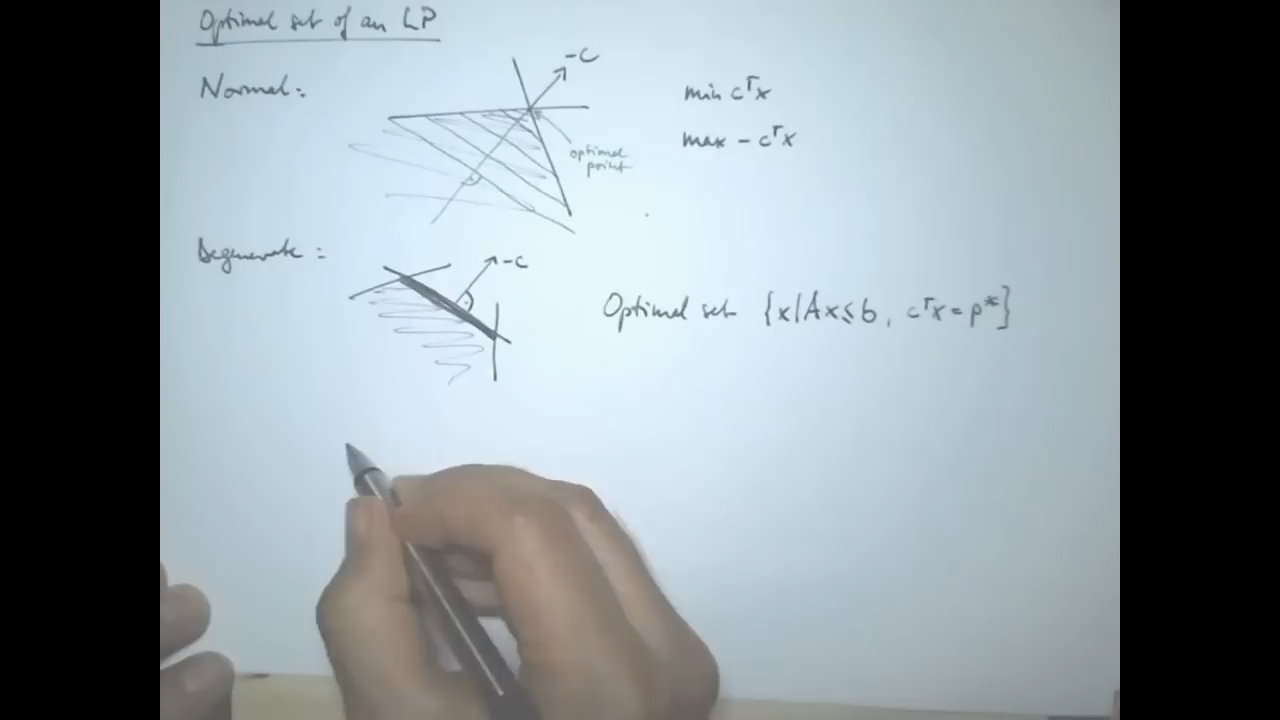 Optimal set of an LP
Normal:
-c
optimal
point
min cᵀx
max - cᵀx
Degenerate:
-c
Optimal set {x|Ax≤b, cᵀx=p*}